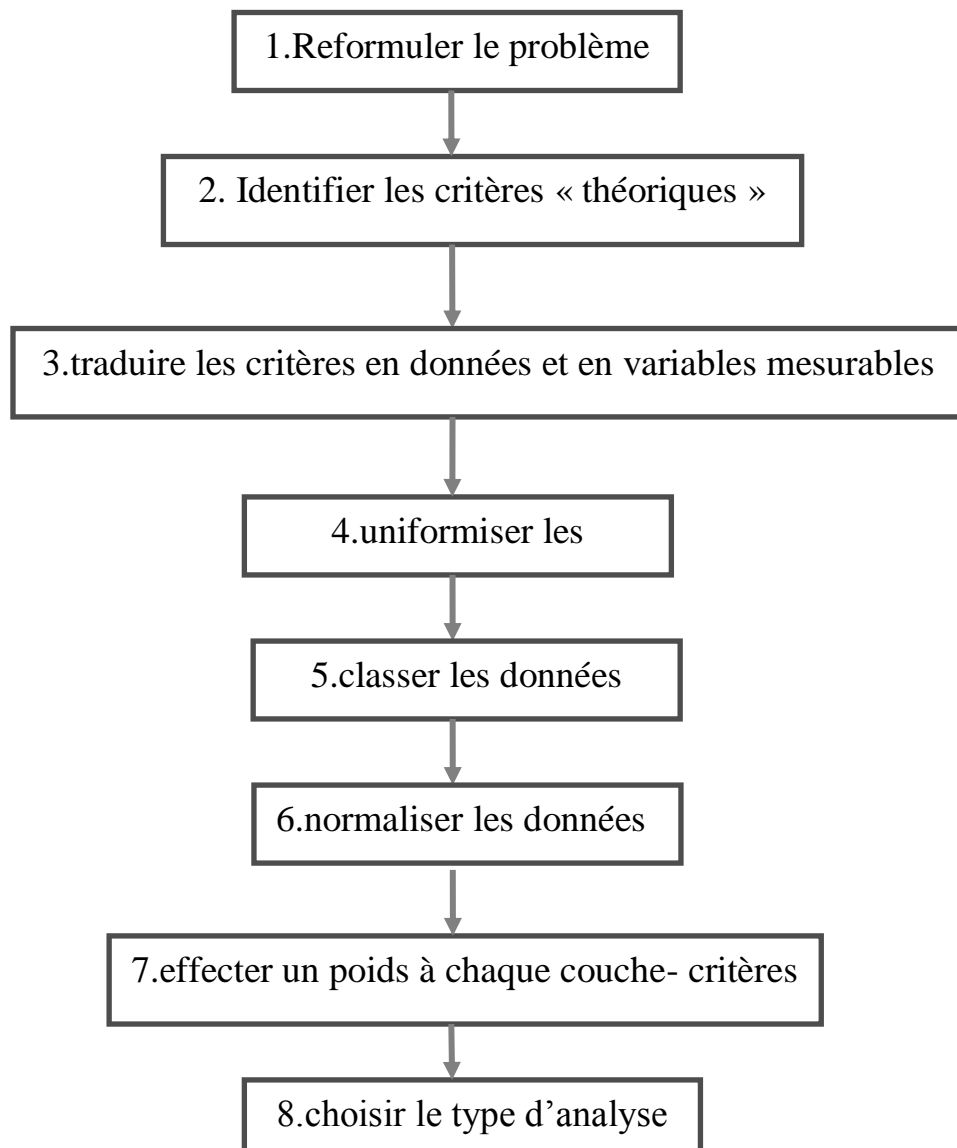 1.Reformuler le problème
2. Identifier les critères « théoriques »
3.traduire les critères en données et en variables mesurables
4.uniformiser les
5.classer les données
6.normaliser les données
7.effecter un poids à chaque couche- critères
8.choisir le type d’analyse